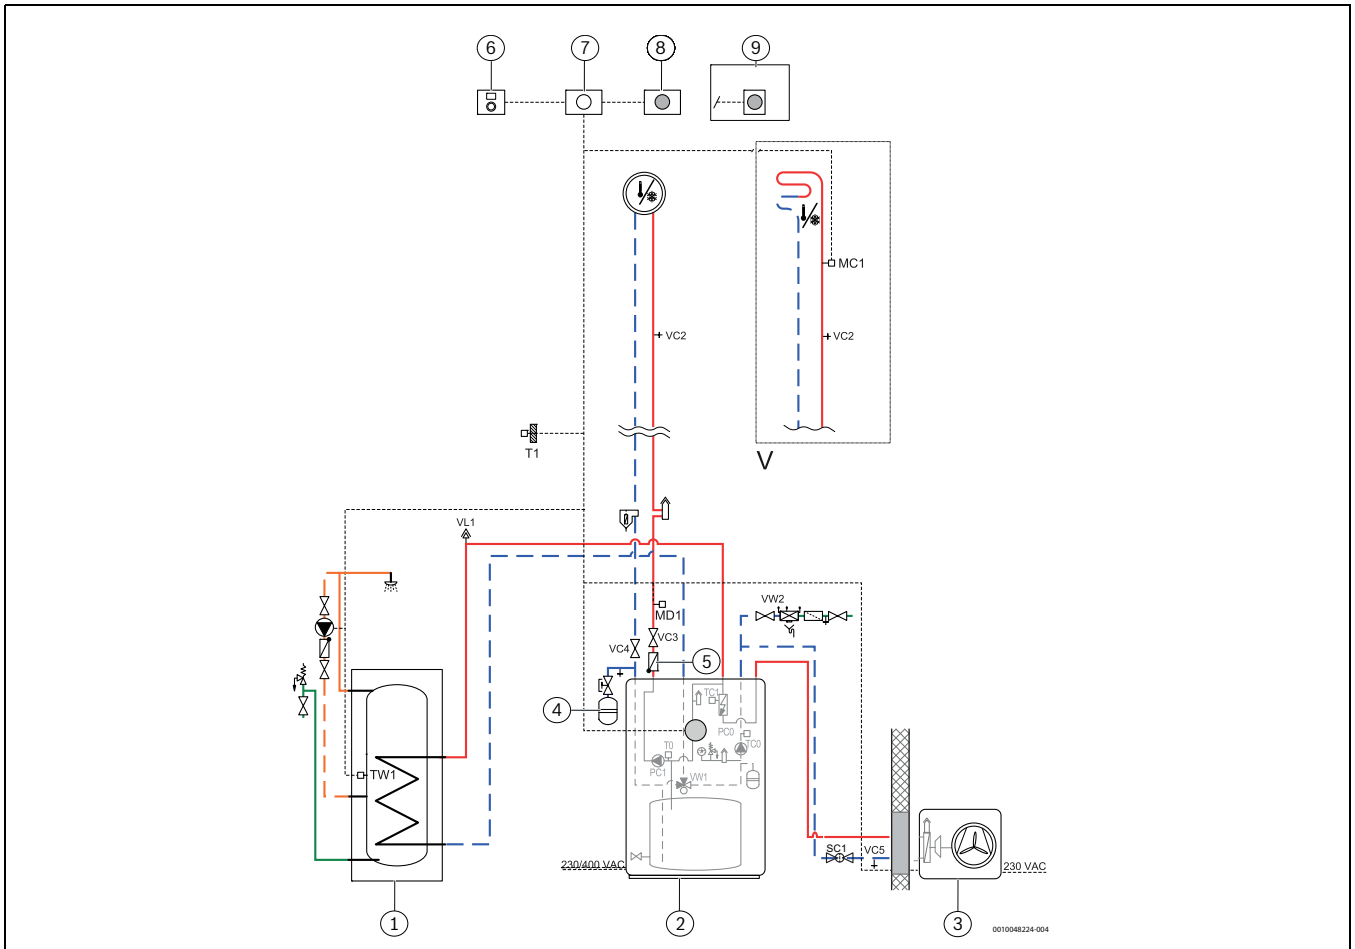 6
7
8
9
MC1
VC2
VC2
T1
V
VL1
VW2
MD1
VC3
VC4
5
4
TC1
PC0
T0
TC0
PC1
VW1
TW1
SC1
VC5
230/400 VAC
230 VAC
1
2
3
0010048224-004